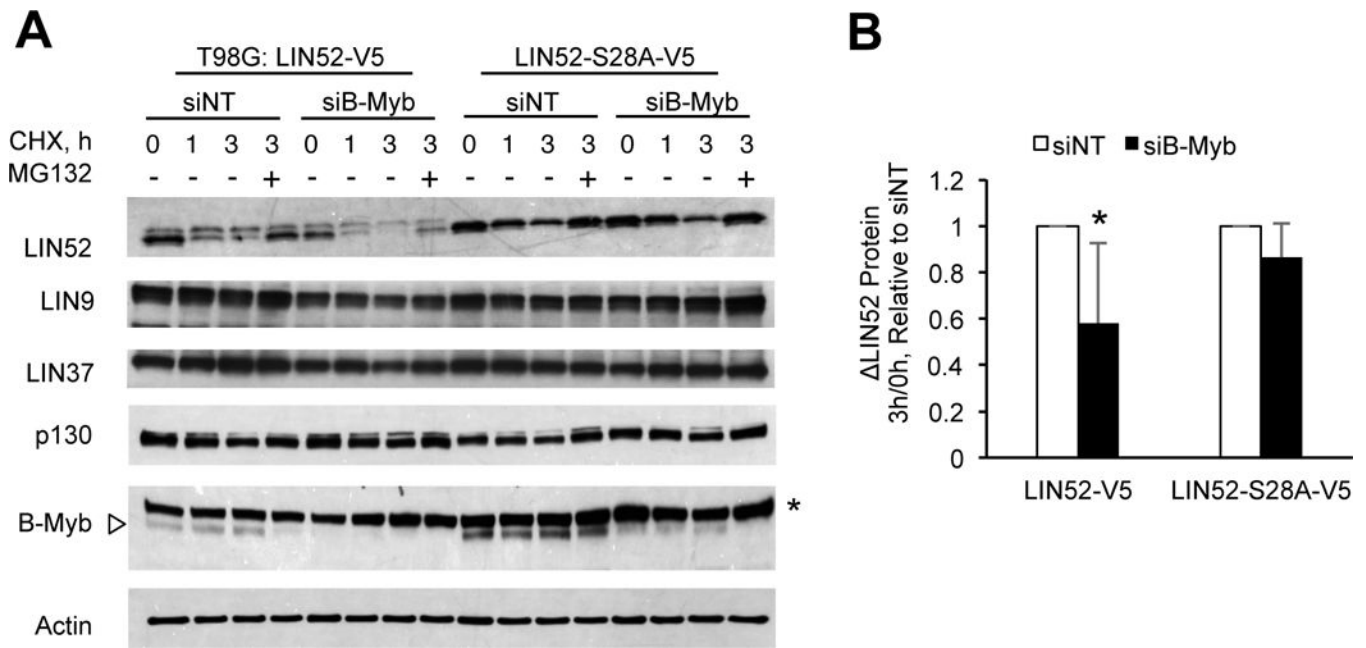 A
T98G: LIN52-V5 LIN52-S28A-V5
siNT siB-Myb siNT siB-Myb
CHX, h 0 1 3 3 0 1 3 3 0 1 3 3 0 1 3 3
MG132 - - - + - - - + - - - + - - - +
LIN52
LIN9
LIN37
p130
B-Myb *
Actin
B
siNT siB-Myb
ΔLIN52 Protein
3h/0h, Relative to siNT
1.2
1
0.8
0.6
0.4
0.2
0
*
LIN52-V5 LIN52-S28A-V5